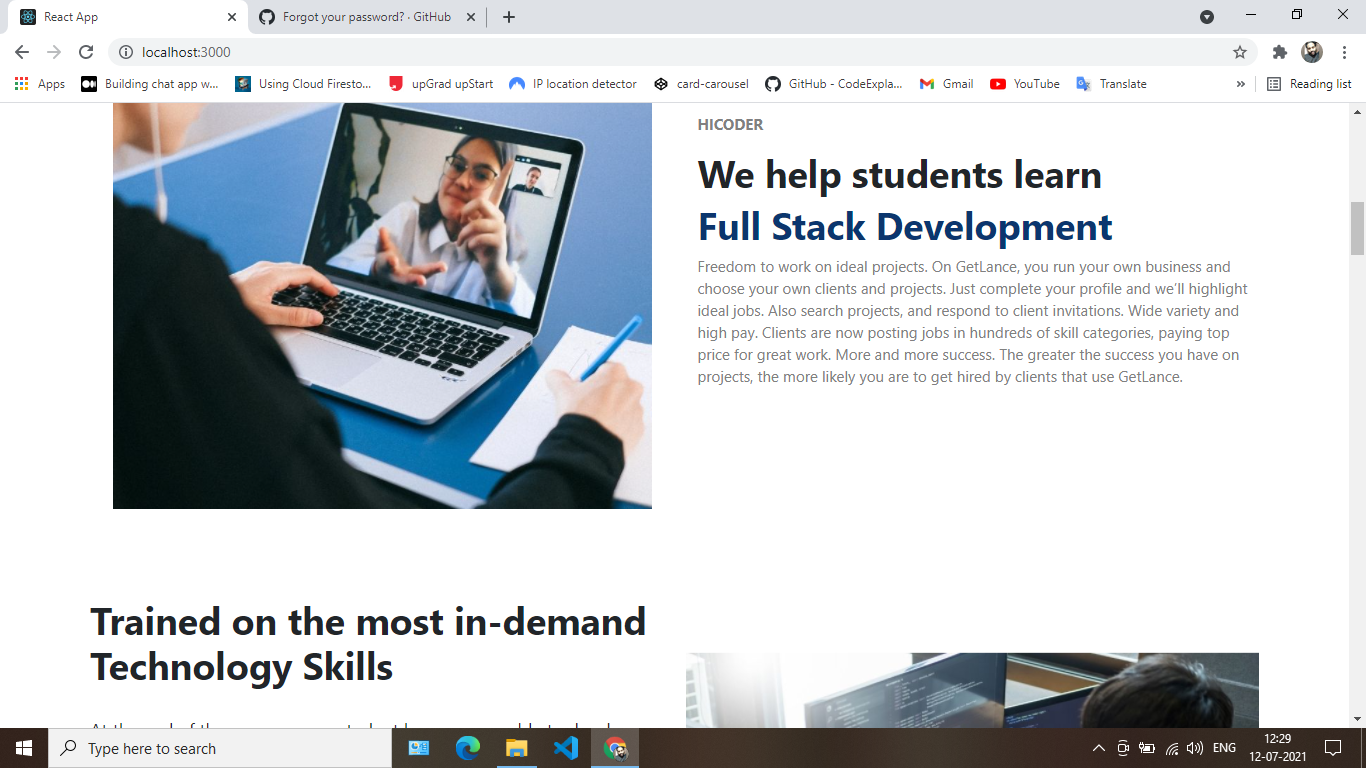 React App
Forgot your password? · GitHub
localhost:3000
Apps
Building chat app w...
Using Cloud Firesto...
upGrad upStart
IP location detector
card-carousel
GitHub - CodeExpla...
Gmail
YouTube
Translate
»
Reading list
HICODER
We help students learn
Full Stack Development
Freedom to work on ideal projects. On GetLance, you run your own business and
choose your own clients and projects. Just complete your profile and we’ll highlight
ideal jobs. Also search projects, and respond to client invitations. Wide variety and
high pay. Clients are now posting jobs in hundreds of skill categories, paying top
price for great work. More and more success. The greater the success you have on
projects, the more likely you are to get hired by clients that use GetLance.
Trained on the most in-demand
Technology Skills
Type here to search
ENG
12:29
12-07-2021